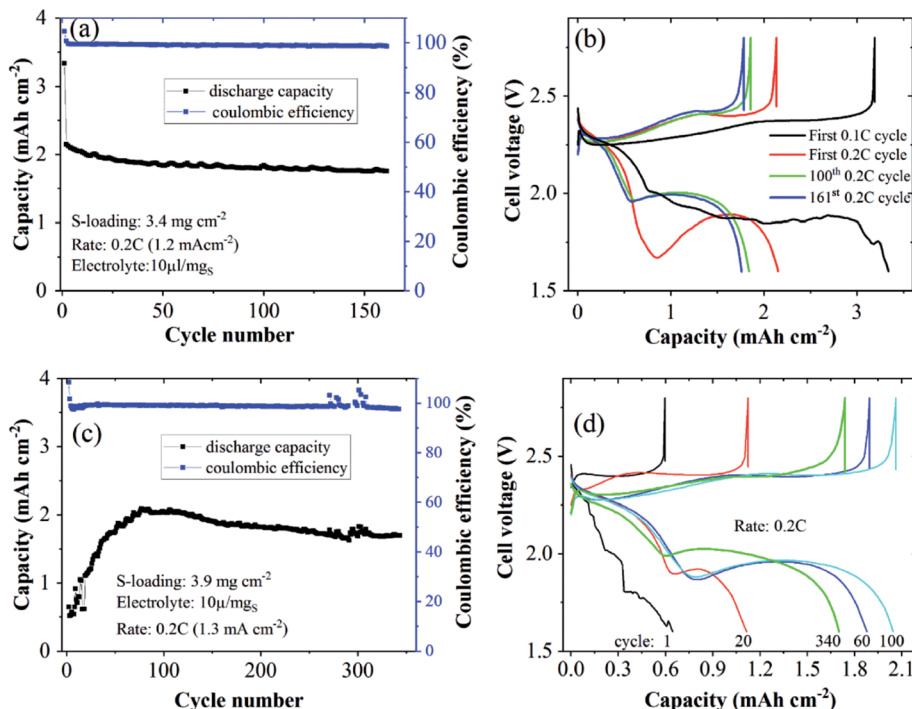 (a)
4
3
2
1
0
Capacity (mAh cm⁻²)
100
80
60
40
20
0
Coulombic efficiency (%)
discharge capacity
coulombic efficiency
S-loading: 3.4 mg cm⁻²
Rate: 0.2C (1.2 mAcm⁻²)
Electrolyte:10μl/mgS
0 50 100 150
Cycle number
(b)
2.5
2.0
1.5
Cell voltage (V)
First 0.1C cycle
First 0.2C cycle
100th 0.2C cycle
161st 0.2C cycle
0 1 2 3
Capacity (mAh cm⁻²)
(c)
4
3
2
1
0
Capacity (mAh cm⁻²)
100
80
60
40
20
0
Coulombic efficiency (%)
discharge capacity
coulombic efficiency
S-loading: 3.9 mg cm⁻²
Electrolyte: 10μ/mgS
Rate: 0.2C (1.3 mA cm⁻²)
0 100 200 300
Cycle number
(d)
2.5
2.0
1.5
Cell voltage (V)
Rate: 0.2C
cycle: 1 20 340 60 100
0.0 0.3 0.6 0.9 1.2 1.5 1.8 2.1
Capacity (mAh cm⁻²)